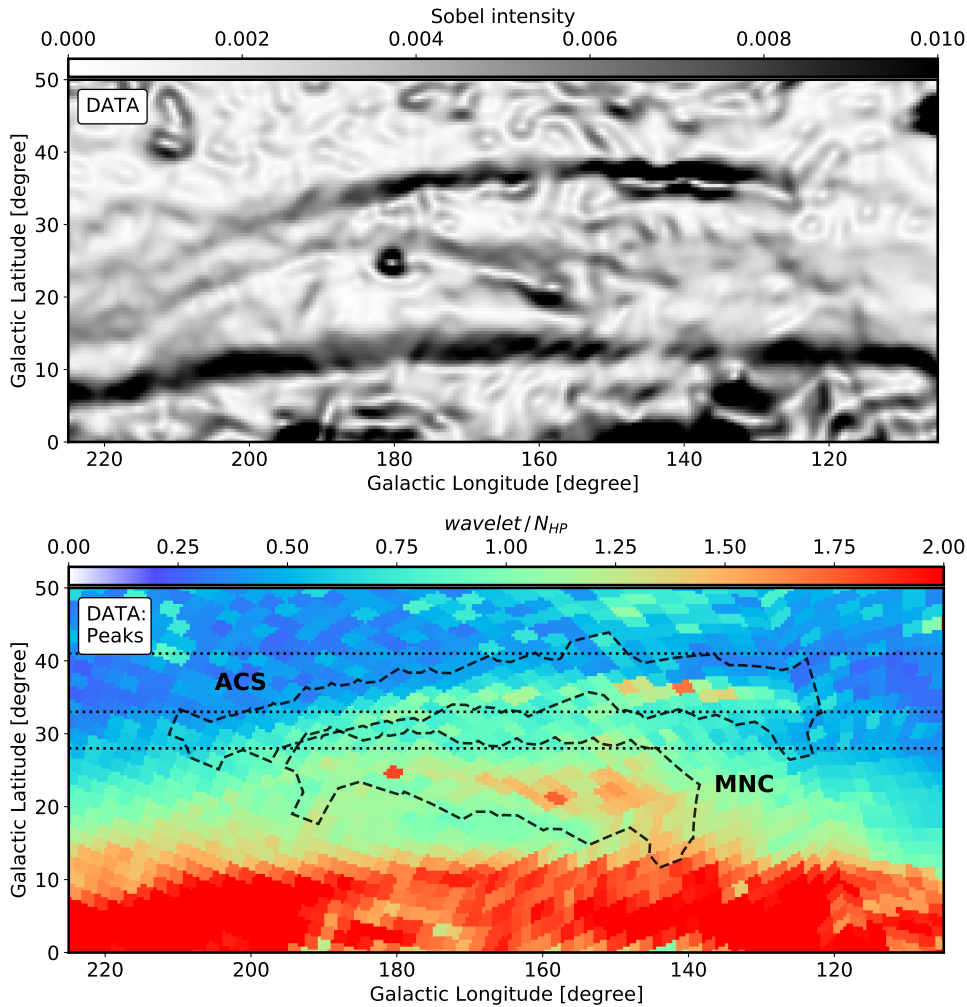 Sobel intensity
0.000 0.002 0.004 0.006 0.008 0.010
DATA
50
40
30
20
10
0
Galactic Latitude [degree]
220 200 180 160 140 120
Galactic Longitude [degree]
wavelet / N_HP
0.00 0.25 0.50 0.75 1.00 1.25 1.50 1.75 2.00
DATA:
Peaks
50
40
30
20
10
0
Galactic Latitude [degree]
ACS
MNC
220 200 180 160 140 120
Galactic Longitude [degree]